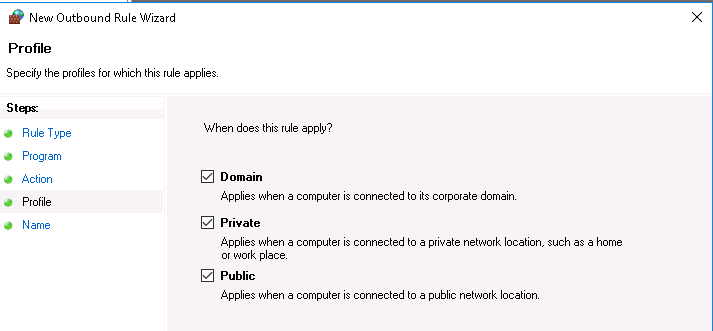 New Outbound Rule Wizard
Profile
Specify the profiles for which this rule applies.
Steps:
Rule Type
Program
Action
Profile
Name
When does this rule apply?
Domain
Applies when a computer is connected to its corporate domain.
Private
Applies when a computer is connected to a private network location, such as a home
or work place.
Public
Applies when a computer is connected to a public network location.